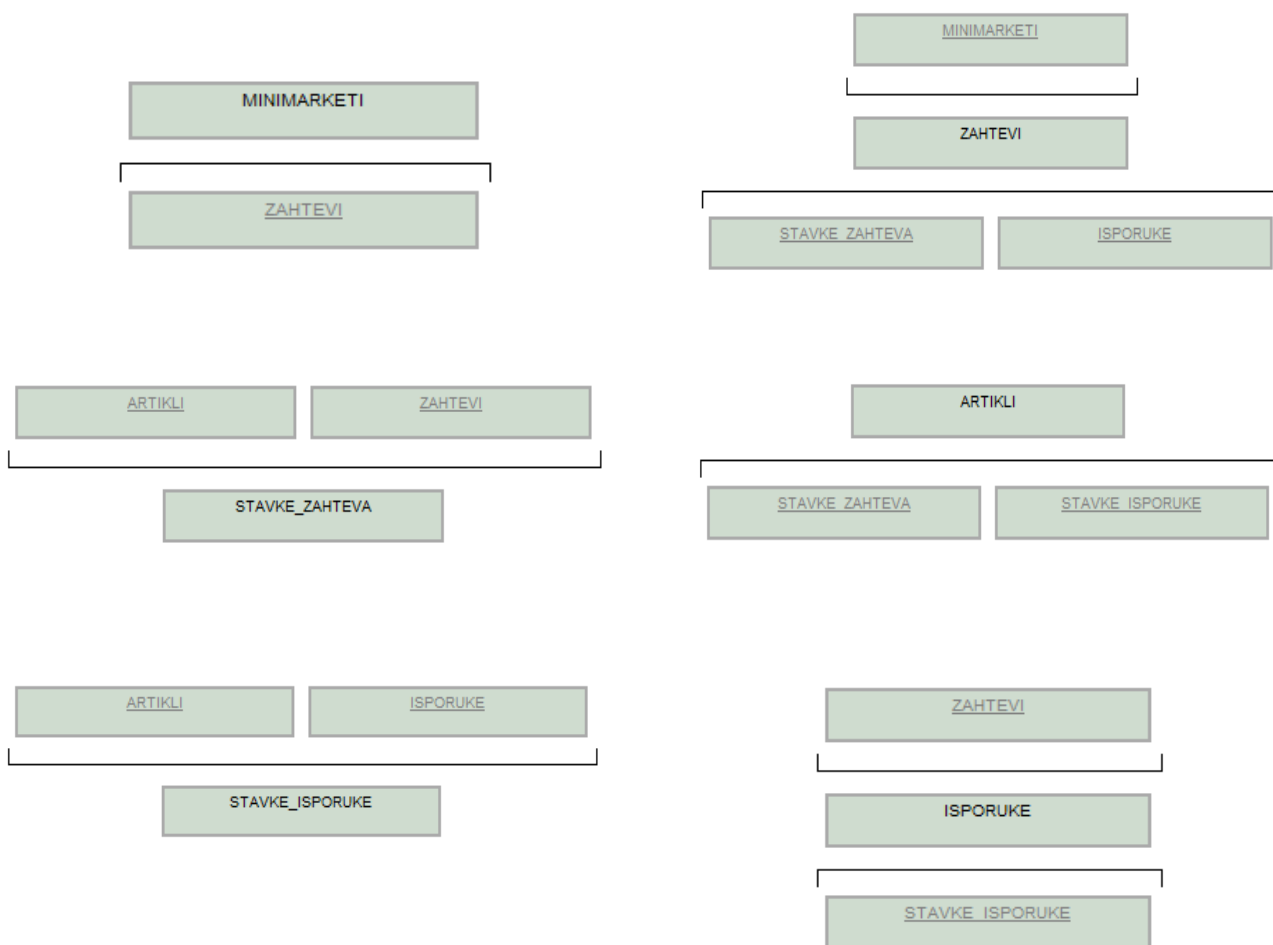 MINIMARKETI
ZAHTEVI
MINIMARKETI
ZAHTEVI
STAVKE_ZAHTEVA
ISPORUKE
ARTIKLI
ZAHTEVI
STAVKE_ZAHTEVA
ARTIKLI
STAVKE_ZAHTEVA
STAVKE_ISPORUKE
ARTIKLI
ISPORUKE
STAVKE_ISPORUKE
ZAHTEVI
ISPORUKE
STAVKE_ISPORUKE